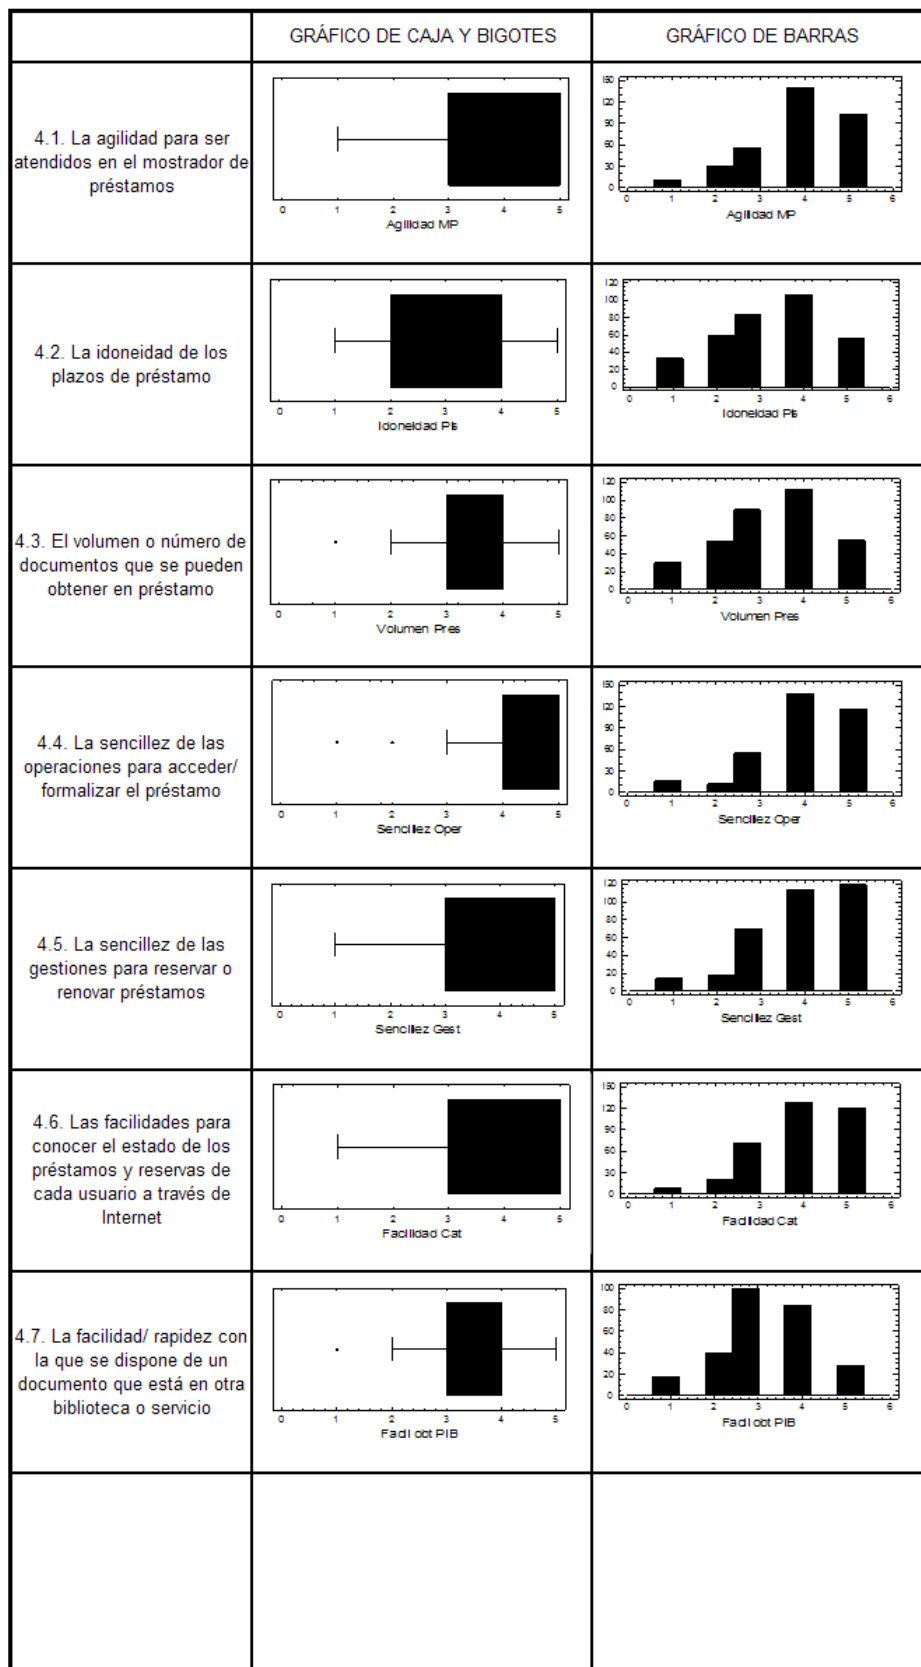 GRÁFICO DE CAJA Y BIGOTES
GRÁFICO DE BARRAS
4.1. La agilidad para ser
atendidos en el mostrador de
préstamos
0 1 2 3 4 5
Agilidad MP
150
120
90
60
30
0
0 1 2 3 4 5 6
Agilidad MP
4.2. La idoneidad de los
plazos de préstamo
0 1 2 3 4 5
Idoneidad Pls
120
100
80
60
40
20
0
0 1 2 3 4 5 6
Idoneidad Pls
4.3. El volumen o número de
documentos que se pueden
obtener en préstamo
0 1 2 3 4 5
Volumen Pres
120
100
80
60
40
20
0
0 1 2 3 4 5 6
Volumen Pres
4.4. La sencillez de las
operaciones para acceder/
formalizar el préstamo
0 1 2 3 4 5
Sencillez Oper
150
120
90
60
30
0
0 1 2 3 4 5 6
Sencillez Oper
4.5. La sencillez de las
gestiones para reservar o
renovar préstamos
0 1 2 3 4 5
Sencillez Gest
120
100
80
60
40
20
0
0 1 2 3 4 5 6
Sencillez Gest
4.6. Las facilidades para
conocer el estado de los
préstamos y reservas de
cada usuario a través de
Internet
0 1 2 3 4 5
Facilidad Cat
150
120
90
60
30
0
0 1 2 3 4 5 6
Facilidad Cat
4.7. La facilidad/ rapidez con
la que se dispone de un
documento que está en otra
biblioteca o servicio
0 1 2 3 4 5
Facil obt PIB
100
80
60
40
20
0
0 1 2 3 4 5 6
Facil obt PIB